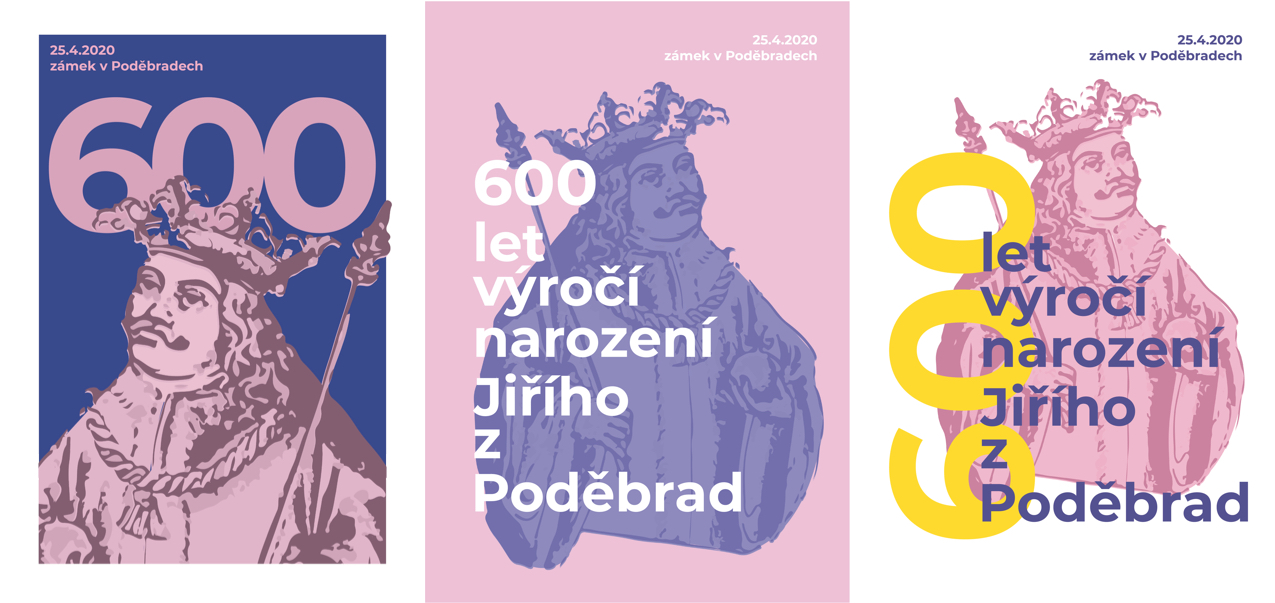 25.4.2020
zámek v Poděbradech
600
25.4.2020
zámek v Poděbradech
600
let
výročí
narození
Jiřího
z
Poděbrad
25.4.2020
zámek v Poděbradech
600
let
výročí
narození
Jiřího
z
Poděbrad